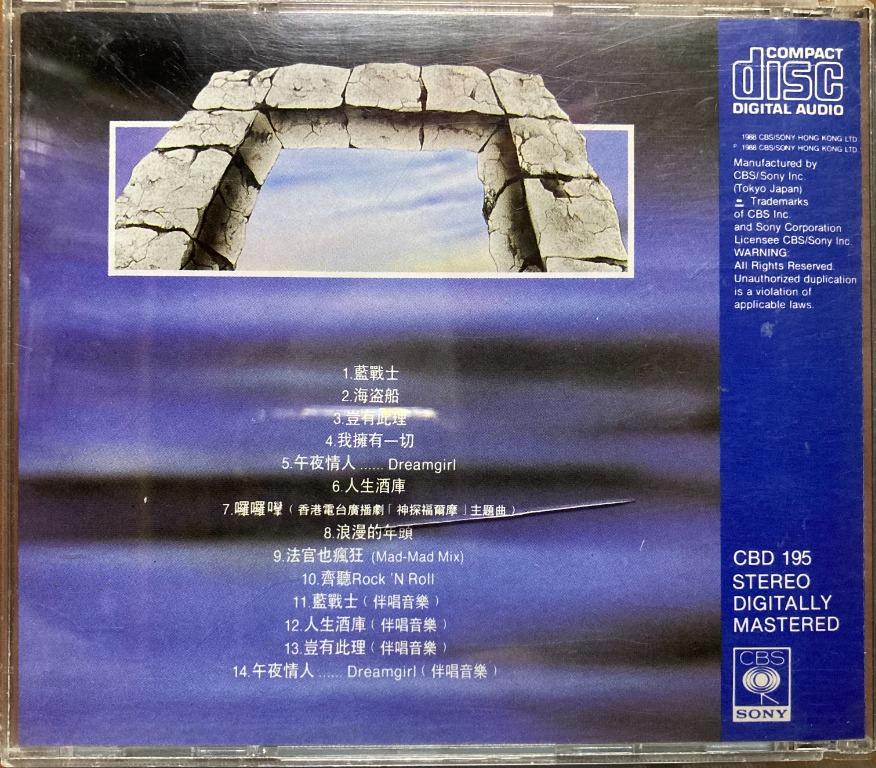 1.藍戰士
2.海盗船
3.豈有此理
4.我擁有一切
5.午夜情人...... Dreamgirl
6.人生酒庫
7.囉囉孿(香港電台廣播劇「神探福爾摩」主題曲)
8.浪漫的年頭
9.法官也瘋狂 (Mad-Mad Mix)
10.齊聽Rock 'N Roll
11.藍戰士(伴唱音樂)
12.人生酒庫(伴唱音樂)
13.豈有此理(伴唱音樂)
14.午夜情人...... Dreamgirl(伴唱音樂)
COMPACT
disc
DIGITAL AUDIO
1988 CBS/SONY HONG KONG LTD
℗ 1988 CBS/SONY HONG KONG LTD
Manufactured by
CBS/Sony Inc.
(Tokyo Japan)
Trademarks
of CBS Inc.
and Sony Corporation
Licensee CBS/Sony Inc.
WARNING:
All Rights Reserved.
Unauthorized duplication
is a violation of
applicable laws.
CBD 195
STEREO
DIGITALLY
MASTERED
CBS
SONY